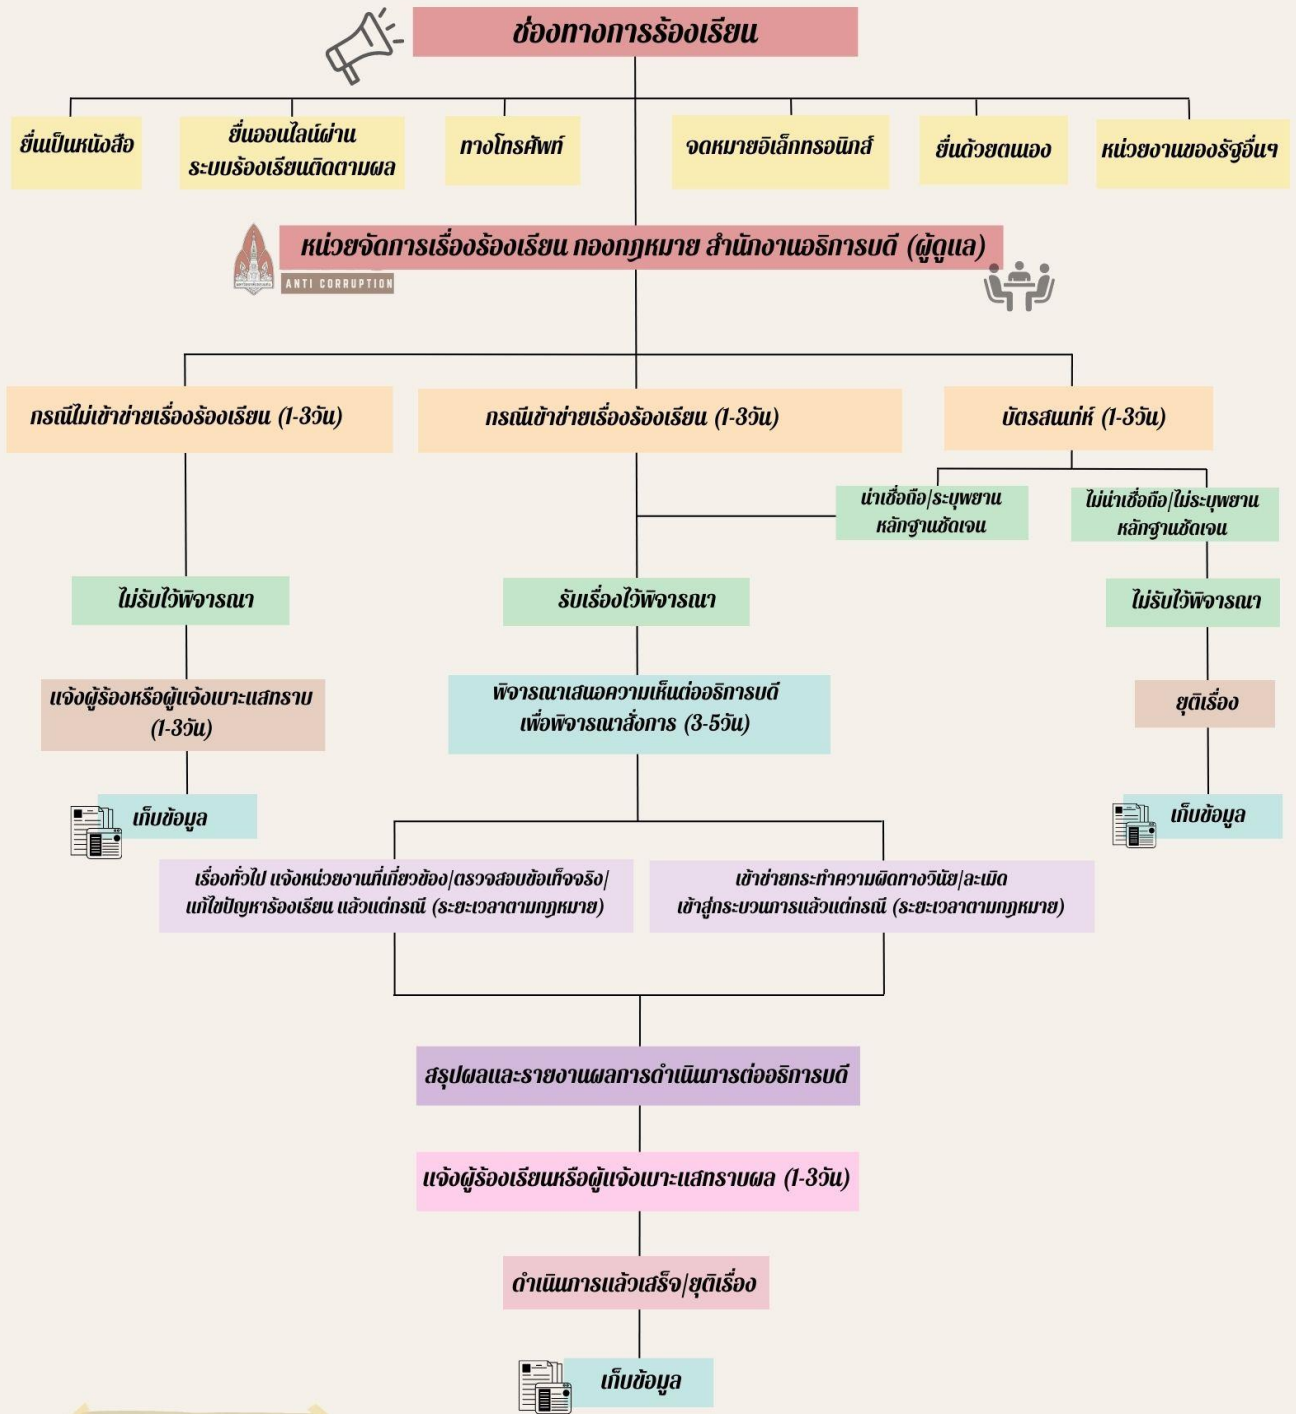 ช่องทางการร้องเรียน
ยื่นเป็นหนังสือ
ยื่นออนไลน์ผ่าน
ระบบร้องเรียนติดตามผล
ทางโทรศัพท์
จดหมายอิเล็กทรอนิกส์
ยื่นด้วยตนเอง
หน่วยงานของรัฐอื่นๆ
หน่วยจัดการเรื่องร้องเรียน กองกฎหมาย สำนักงานอธิการบดี (ผู้ดูแล)
ANTI CORRUPTION
กรณีไม่เข้าข่ายเรื่องร้องเรียน (1-3วัน)
กรณีเข้าข่ายเรื่องร้องเรียน (1-3วัน)
บัตรสนเท่ห์ (1-3วัน)
น่าเชื่อถือ/ระบุพยาน
หลักฐานชัดเจน
ไม่น่าเชื่อถือ/ไม่ระบุพยาน
หลักฐานชัดเจน
ไม่รับไว้พิจารณา
รับเรื่องไว้พิจารณา
ไม่รับไว้พิจารณา
แจ้งผู้ร้องหรือผู้แจ้งเบาะแสทราบ
(1-3วัน)
พิจารณาเสนอความเห็นต่ออธิการบดี
เพื่อพิจารณาสั่งการ (3-5วัน)
ยุติเรื่อง
เก็บข้อมูล
เก็บข้อมูล
เรื่องทั่วไป แจ้งหน่วยงานที่เกี่ยวข้อง/ตรวจสอบข้อเท็จจริง/
แก้ไขปัญหาร้องเรียน แล้วแต่กรณี (ระยะเวลาตามกฎหมาย)
เข้าข่ายกระทำความผิดทางวินัย/ละเมิด
เข้าสู่กระบวนการแล้วแต่กรณี (ระยะเวลาตามกฎหมาย)
สรุปผลและรายงานผลการดำเนินการต่ออธิการบดี
แจ้งผู้ร้องเรียนหรือผู้แจ้งเบาะแสทราบผล (1-3วัน)
ดำเนินการแล้วเสร็จ/ยุติเรื่อง
เก็บข้อมูล